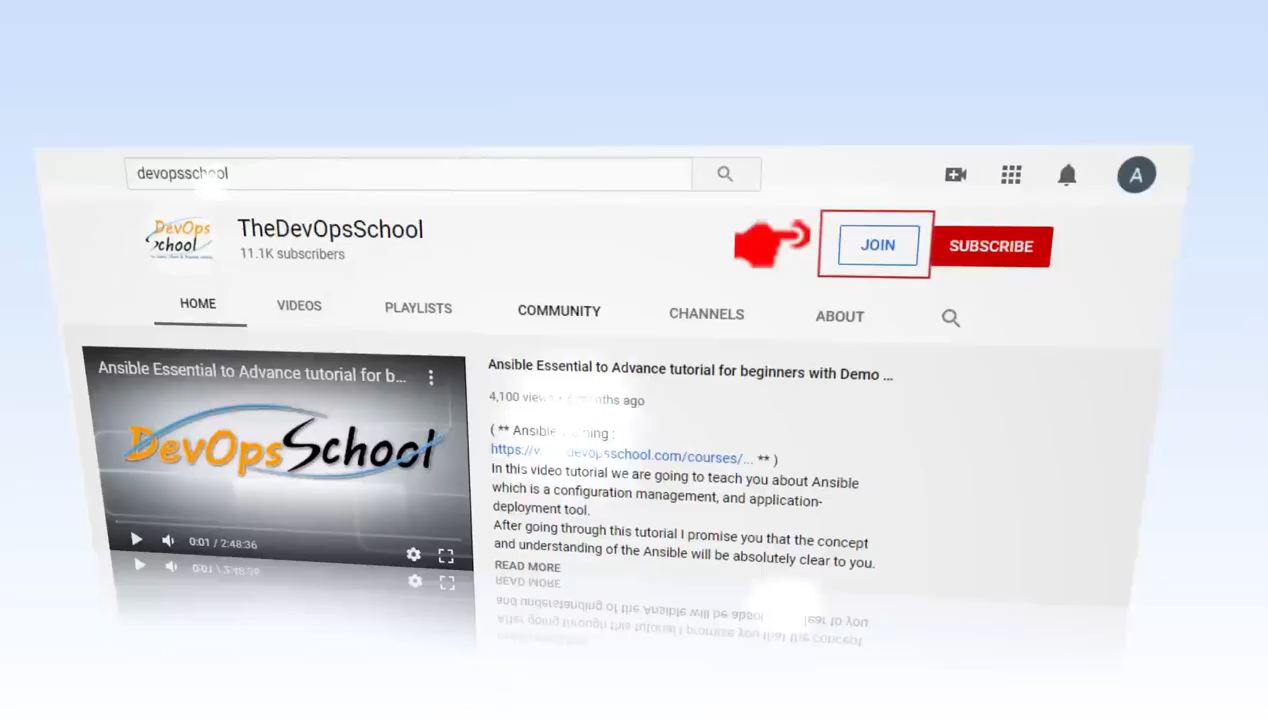 devopsschool
A
DevOps
School
TheDevOpsSchool
11.1K subscribers
JOIN
SUBSCRIBE
HOME
VIDEOS
PLAYLISTS
COMMUNITY
CHANNELS
ABOUT
Ansible Essential to Advance tutorial for b...
DevOpsSchool
0:01 / 2:48:36
Ansible Essential to Advance tutorial for beginners with Demo ...
4,100 ago
( ** Ansible :
devopsschool.com/courses/... ** )
In this video tutorial we are going to teach you about Ansible
which is a configuration management, and application-
deployment tool.
After going through this tutorial I promise you that the concept
and understanding of the Ansible will be absolutely clear to you.
READ MORE